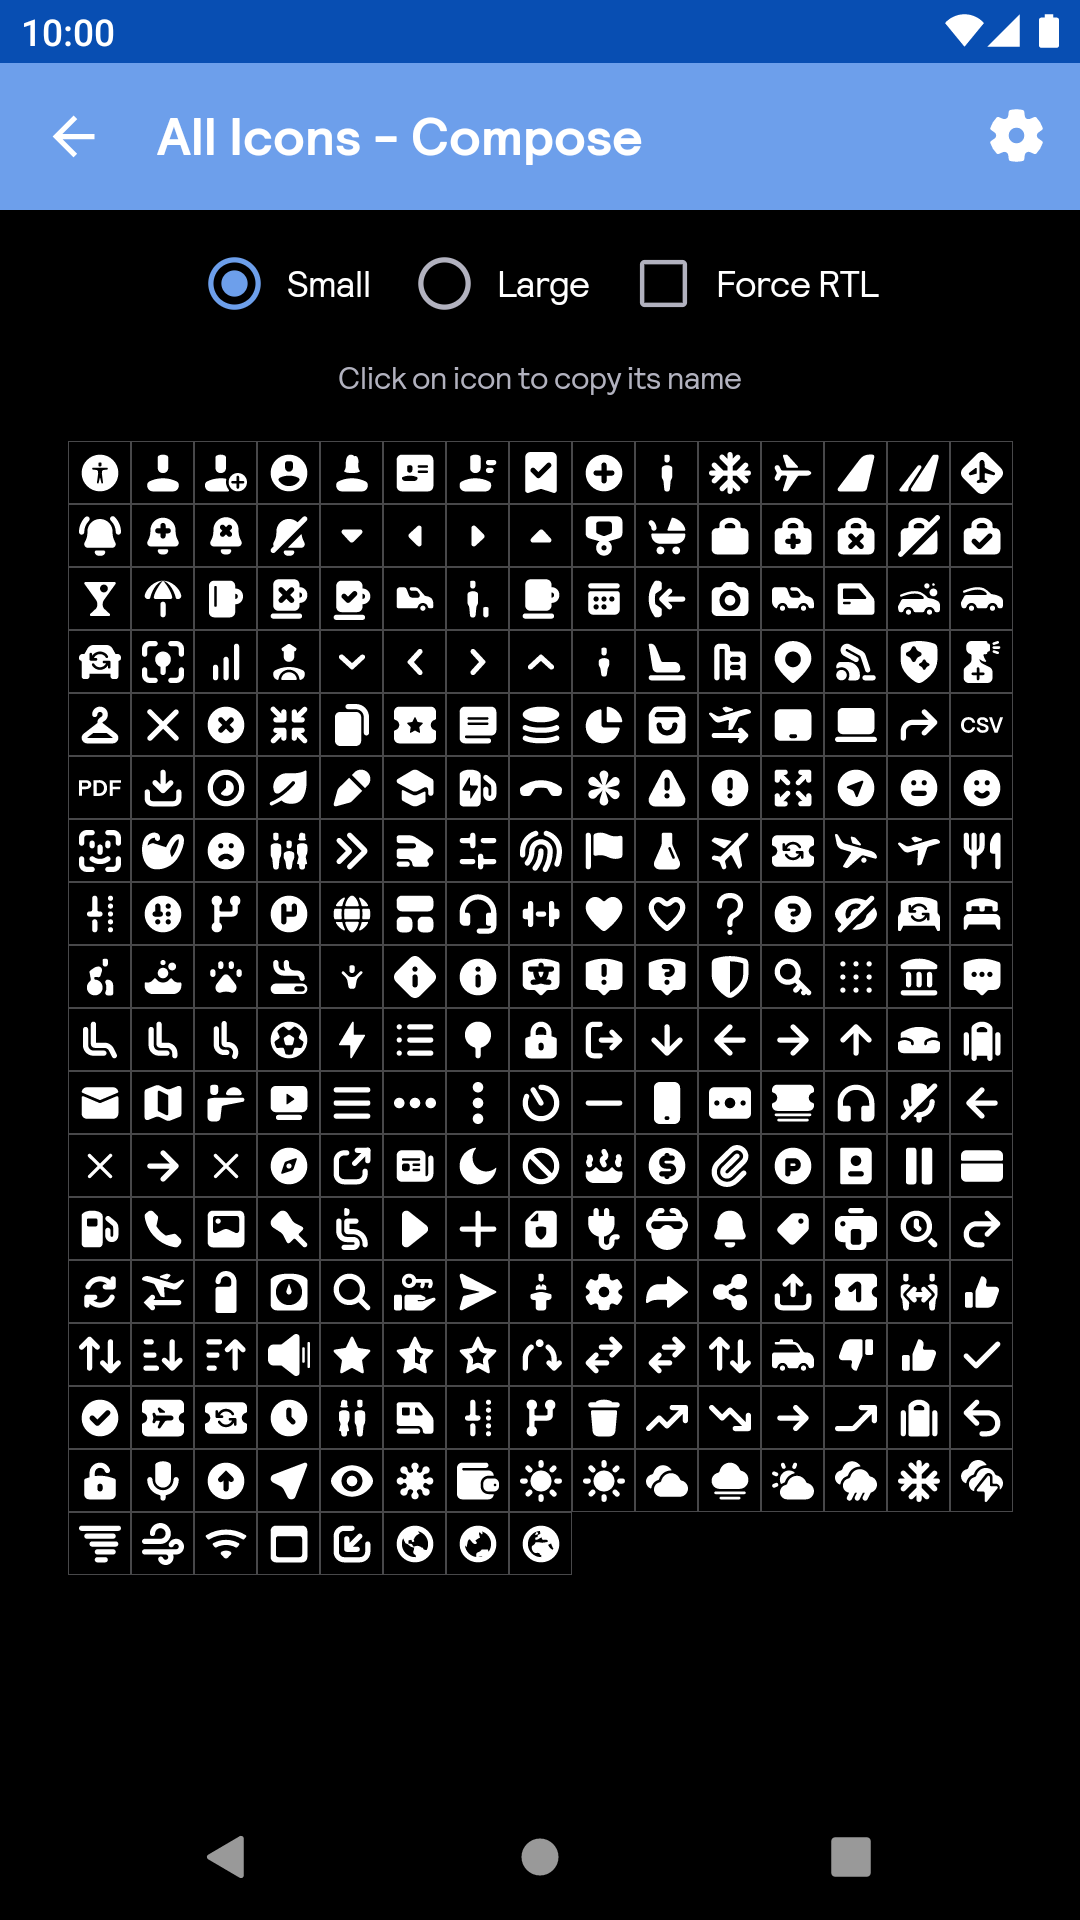 10:00
All Icons - Compose
Small Large Force RTL
Click on icon to copy its name
CSV
PDF